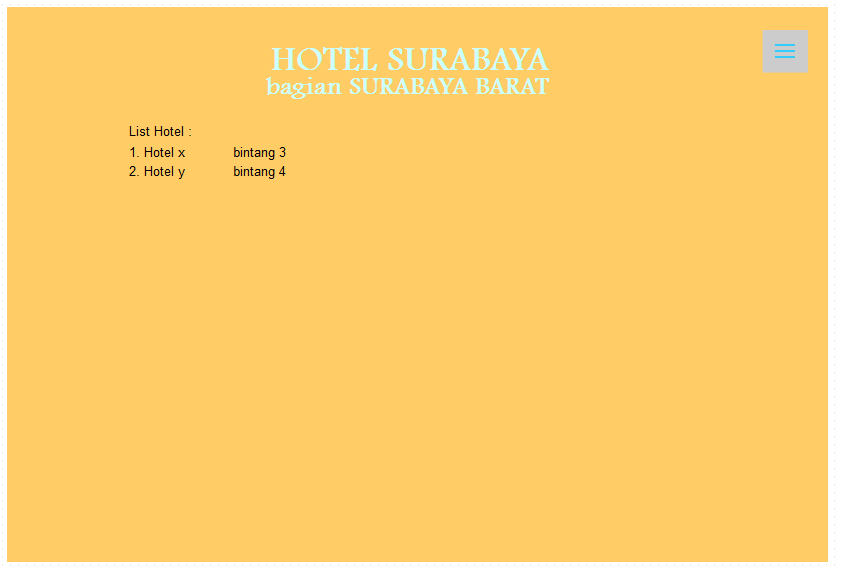 HOTEL SURABAYA
bagian SURABAYA BARAT
List Hotel :
1. Hotel x bintang 3
2. Hotel y bintang 4